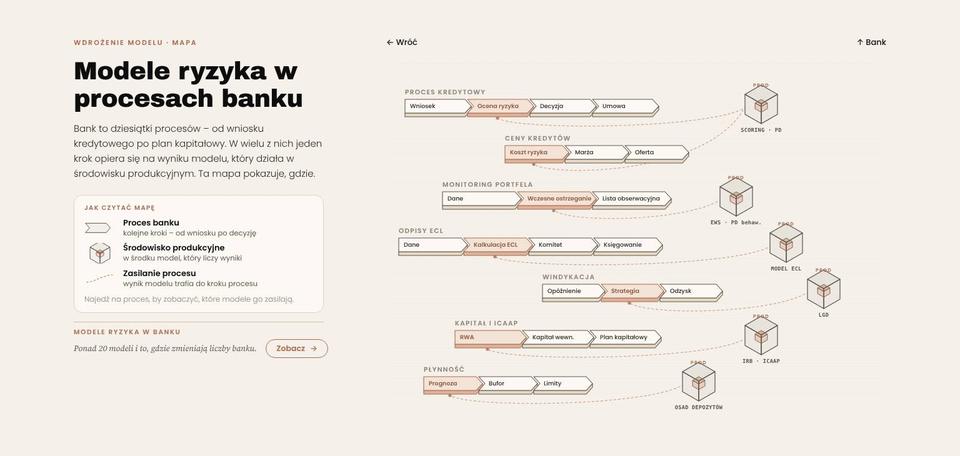 WDROŻENIE MODELU · MAPA
Modele ryzyka w
procesach banku
Bank to dziesiątki procesów – od wniosku
kredytowego po plan kapitałowy. W wielu z nich jeden
krok opiera się na wyniku modelu, który działa w
środowisku produkcyjnym. Ta mapa pokazuje, gdzie.
JAK CZYTAĆ MAPĘ
Proces banku
kolejne kroki – od wniosku po decyzję
Środowisko produkcyjne
w środku model, który liczy wyniki
Zasilanie procesu
wynik modelu trafia do kroku procesu
Najedź na proces, by zobaczyć, które modele go zasilają.
MODELE RYZYKA W BANKU
Ponad 20 modeli i to, gdzie zmieniają liczby banku.
Zobacz →
← Wróć
↑ Bank
PROCES KREDYTOWY
Wniosek
Ocena ryzyka
Decyzja
Umowa
PROD
SCORING · PD
CENY KREDYTÓW
Koszt ryzyka
Marża
Oferta
MONITORING PORTFELA
Dane
Wczesne ostrzeganie
Lista obserwacyjna
PROD
EWS · PD behaw.
ODPISY ECL
Dane
Kalkulacja ECL
Komitet
Księgowanie
PROD
MODEL ECL
WINDYKACJA
Opóźnienie
Strategia
Odzysk
PROD
LGD
KAPITAŁ I ICAAP
RWA
Kapitał wewn.
Plan kapitałowy
PROD
IRB · ICAAP
PŁYNNOŚĆ
Prognoza
Bufor
Limity
PROD
OSAD DEPOZYTÓW